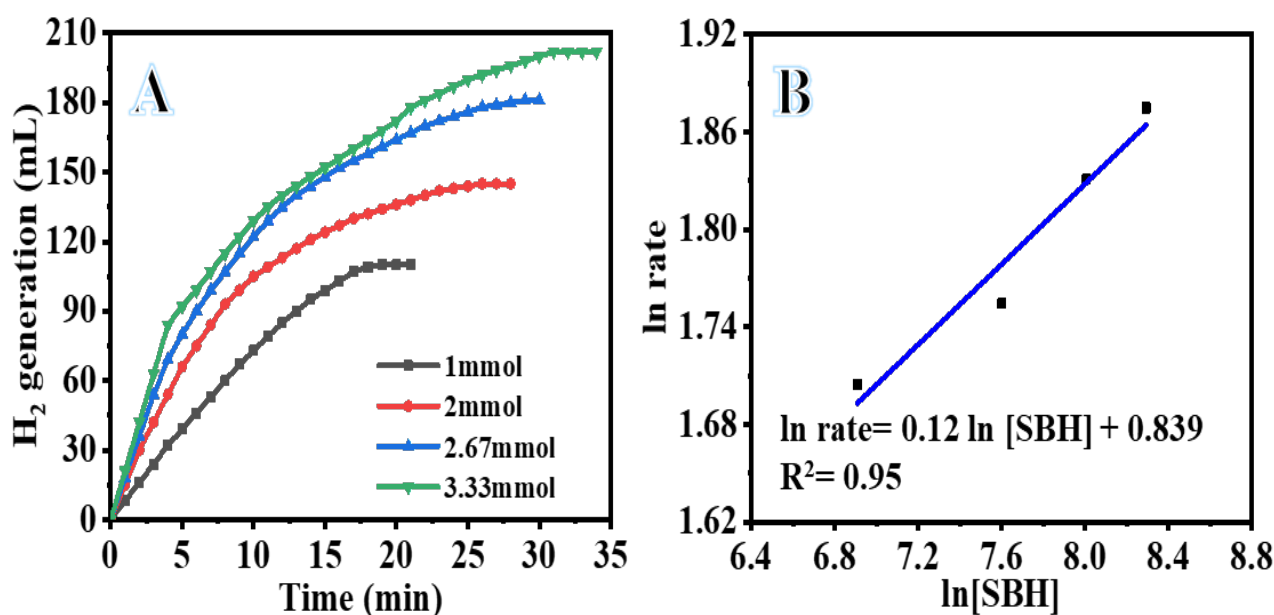 A
H₂ generation (mL)
210
180
150
120
90
60
30
0
0 5 10 15 20 25 30 35
Time (min)
1mmol
2mmol
2.67mmol
3.33mmol
B
ln rate
1.92
1.86
1.80
1.74
1.68
1.62
ln rate= 0.12 ln [SBH] + 0.839
R²= 0.95
6.4 6.8 7.2 7.6 8.0 8.4 8.8
ln[SBH]